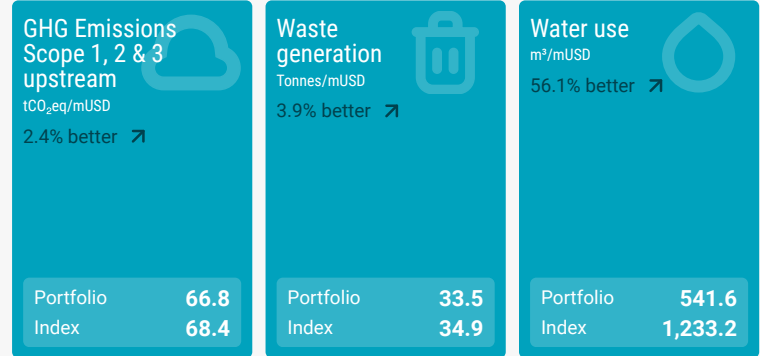 GHG Emissions
Scope 1, 2 & 3
upstream
tCO₂eq/mUSD
2.4% better
Portfolio 66.8
Index 68.4
Waste
generation
Tonnes/mUSD
3.9% better
Portfolio 33.5
Index 34.9
Water use
m³/mUSD
56.1% better
Portfolio 541.6
Index 1,233.2